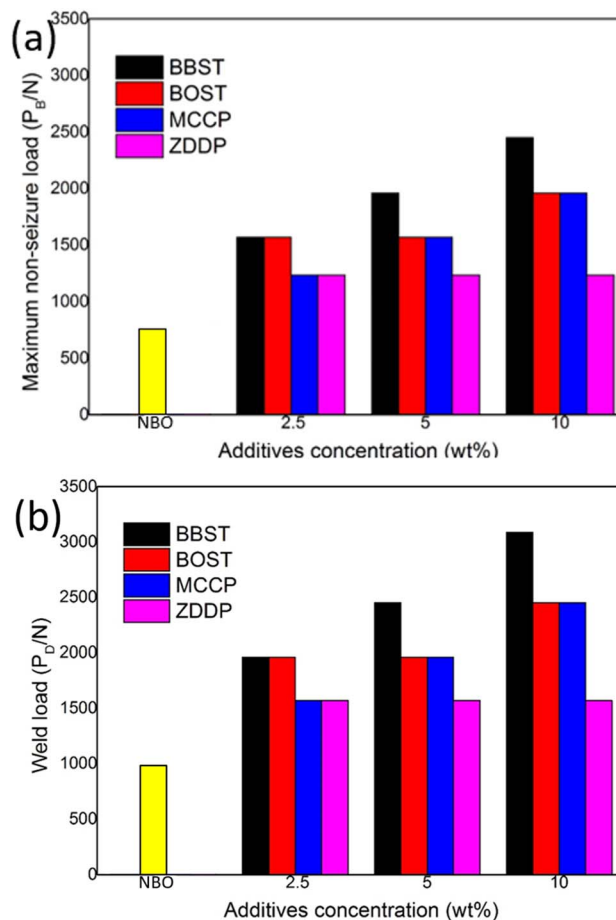 (a)
3500
3000
2500
2000
1500
1000
500
0
Maximum non-seizure load (P_B/N)
BBST
BOST
MCCP
ZDDP
NBO 2.5 5 10
Additives concentration (wt%)
(b)
3500
3000
2500
2000
1500
1000
500
0
Weld load (P_D/N)
BBST
BOST
MCCP
ZDDP
NBO 2.5 5 10
Additives concentration (wt%)